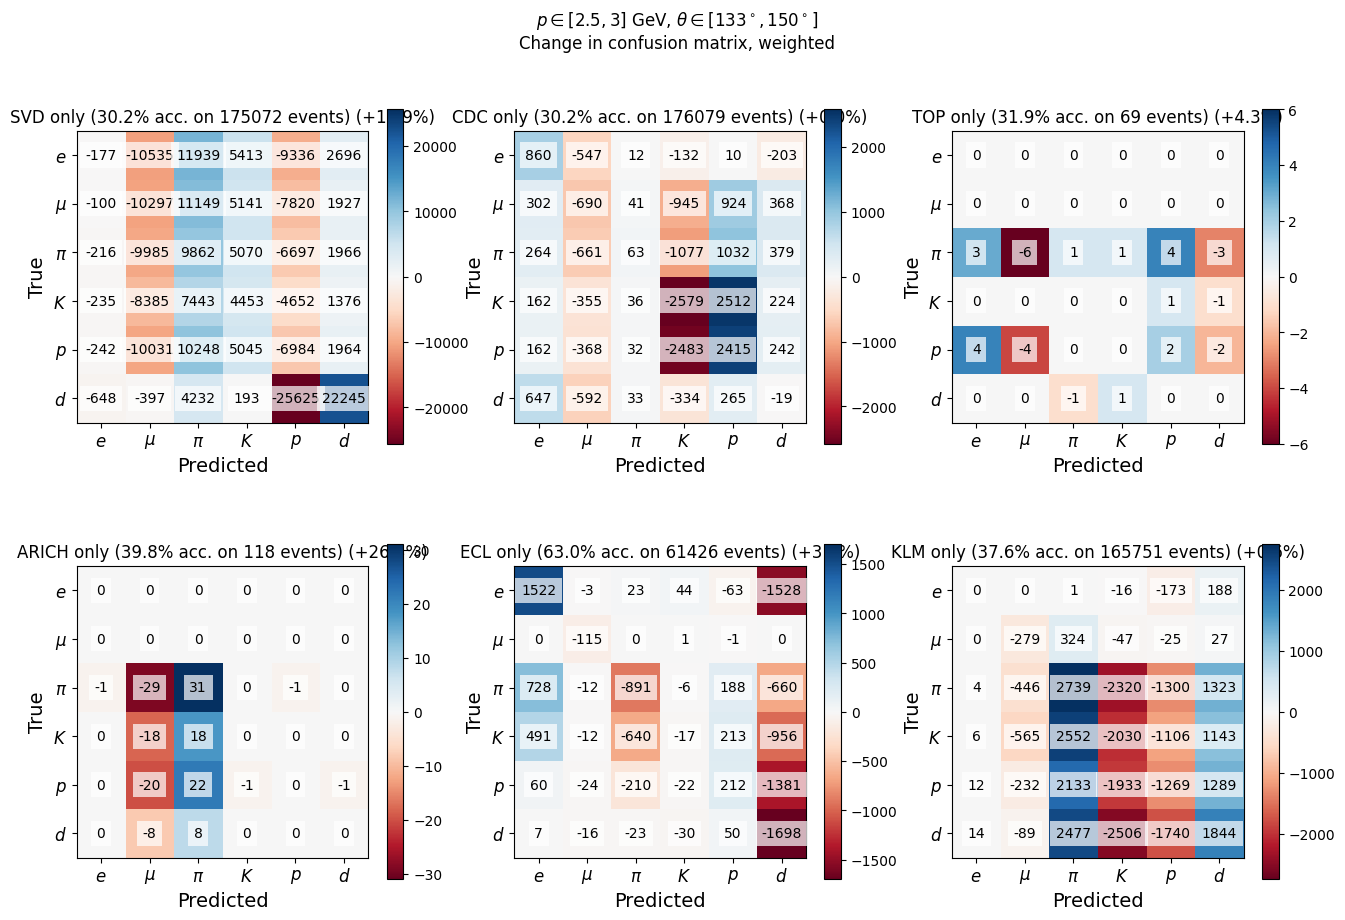 p ∈ [2.5, 3] GeV, θ ∈ [133°, 150°]
Change in confusion matrix, weighted
SVD only (30.2% acc. on 175072 events)
True
e -177 -10535 11939 5413 -9336 2696
μ -100 -10297 11149 5141 -7820 1927
π -216 -9985 9862 5070 -6697 1966
K -235 -8385 7443 4453 -4652 1376
p -242 -10031 10248 5045 -6984 1964
d -648 -397 4232 193 -25625 22245
e μ π K p d
Predicted
20000
10000
0
−10000
−20000
CDC only (30.2% acc. on 176079 events)
True
e 860 -547 12 -132 10 -203
μ 302 -690 41 -945 924 368
π 264 -661 63 -1077 1032 379
K 162 -355 36 -2579 2512 224
p 162 -368 32 -2483 2415 242
d 647 -592 33 -334 265 -19
e μ π K p d
Predicted
2000
1000
0
−1000
−2000
TOP only (31.9% acc. on 69 events)
True
e 0 0 0 0 0 0
μ 0 0 0 0 0 0
π 3 -6 1 1 4 -3
K 0 0 0 0 1 -1
p 4 -4 0 0 2 -2
d 0 0 -1 1 0 0
e μ π K p d
Predicted
6
4
2
0
−2
−4
−6
ARICH only (39.8% acc. on 118 events)
True
e 0 0 0 0 0 0
μ 0 0 0 0 0 0
π -1 -29 31 0 -1 0
K 0 -18 18 0 0 0
p 0 -20 22 -1 0 -1
d 0 -8 8 0 0 0
e μ π K p d
Predicted
30
20
10
0
−10
−20
−30
ECL only (63.0% acc. on 61426 events)
True
e 1522 -3 23 44 -63 -1528
μ 0 -115 0 1 -1 0
π 728 -12 -891 -6 188 -660
K 491 -12 -640 -17 213 -956
p 60 -24 -210 -22 212 -1381
d 7 -16 -23 -30 50 -1698
e μ π K p d
Predicted
1500
1000
500
0
−500
−1000
−1500
KLM only (37.6% acc. on 165751 events)
True
e 0 0 1 -16 -173 188
μ 0 -279 324 -47 -25 27
π 4 -446 2739 -2320 -1300 1323
K 6 -565 2552 -2030 -1106 1143
p 12 -232 2133 -1933 -1269 1289
d 14 -89 2477 -2506 -1740 1844
e μ π K p d
Predicted
2000
1000
0
−1000
−2000